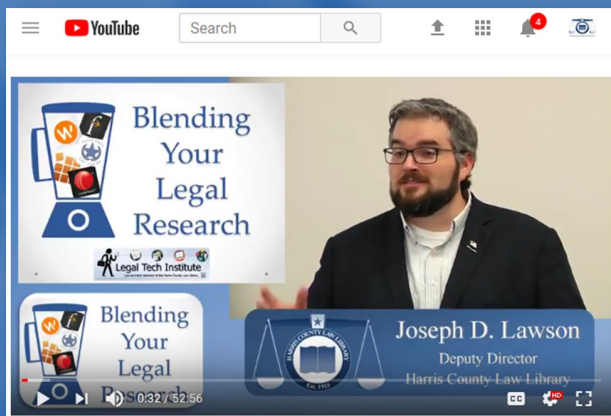 YouTube
Search
4
Blending
Your
Legal
Research
Legal Tech Institute
Blending
Your
Legal
Research
HARRIS COUNTY LAW LIBRARY
Est. 1915
Joseph D. Lawson
Deputy Director
Harris County Law Library
0:32 / 52:56
CC
HD